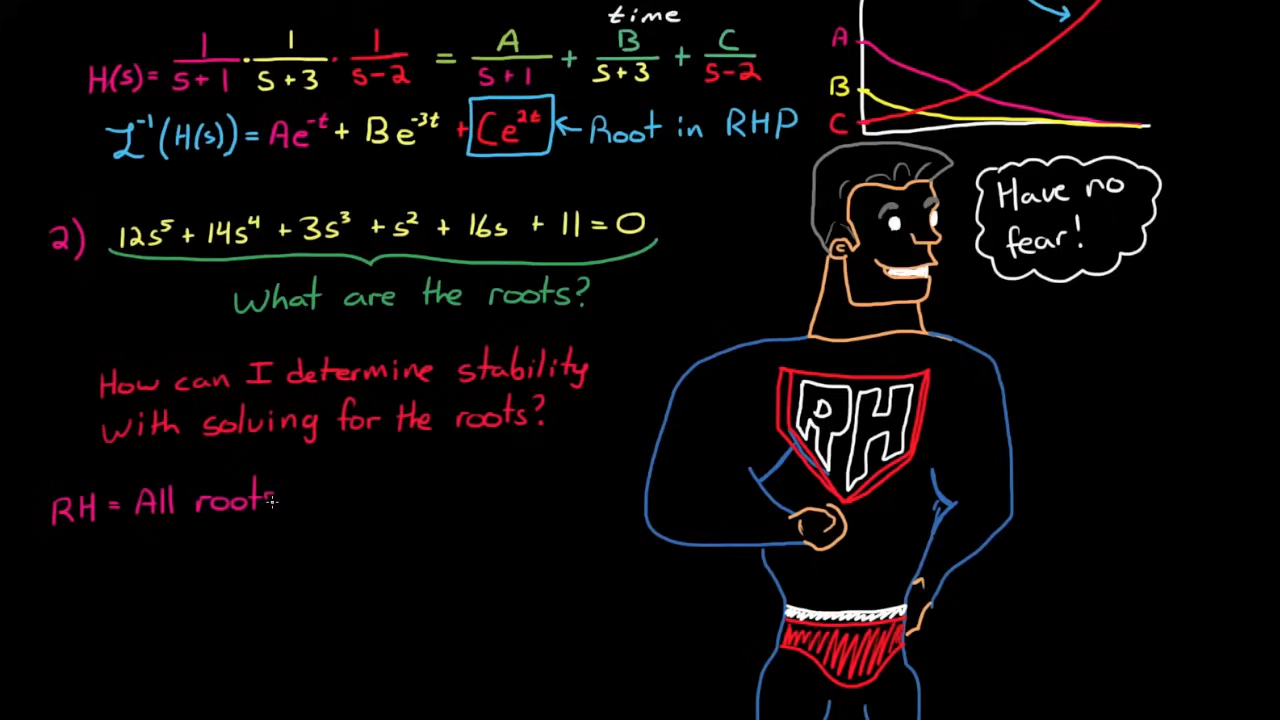 time
H(s) = 1/(s+1) · 1/(s+3) · 1/(s-2) = A/(s+1) + B/(s+3) + C/(s-2)
ℒ⁻¹(H(s)) = Ae⁻ᵗ + Be⁻³ᵗ + Ce²ᵗ ← Root in RHP
A
B
C
Have no
fear!
2) 12s⁵ + 14s⁴ + 3s³ + s² + 16s + 11 = 0
What are the roots?
How can I determine stability
with solving for the roots?
RH
RH = All roots